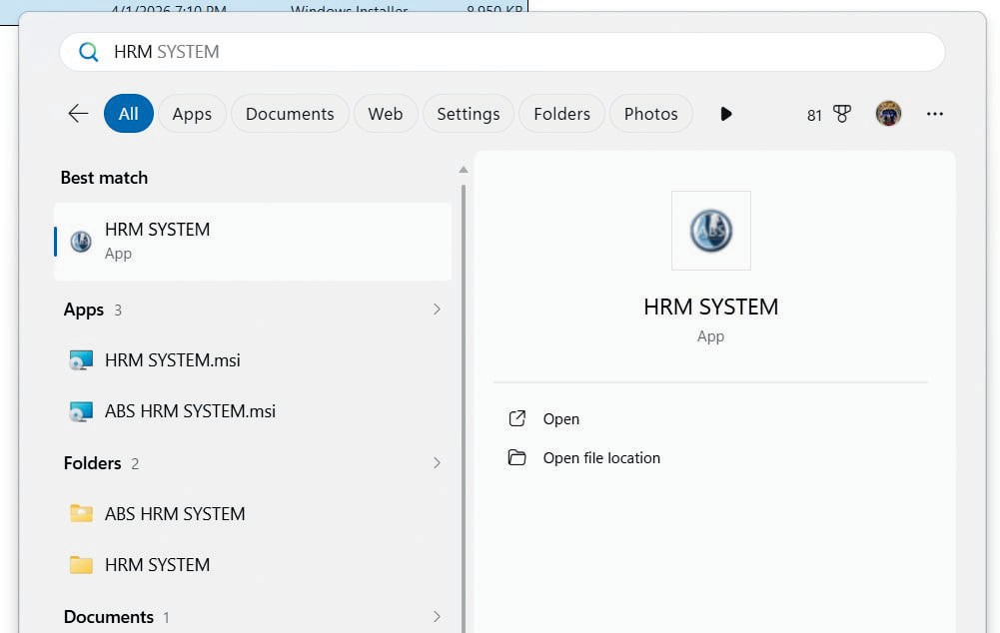 4/1/2026 7:10 PM Windows Installer 8,950 KB
HRM SYSTEM
All Apps Documents Web Settings Folders Photos 81
Best match
HRM SYSTEM
App
Apps 3
HRM SYSTEM.msi
ABS HRM SYSTEM.msi
Folders 2
ABS HRM SYSTEM
HRM SYSTEM
Documents 1
ABS
HRM SYSTEM
App
Open
Open file location